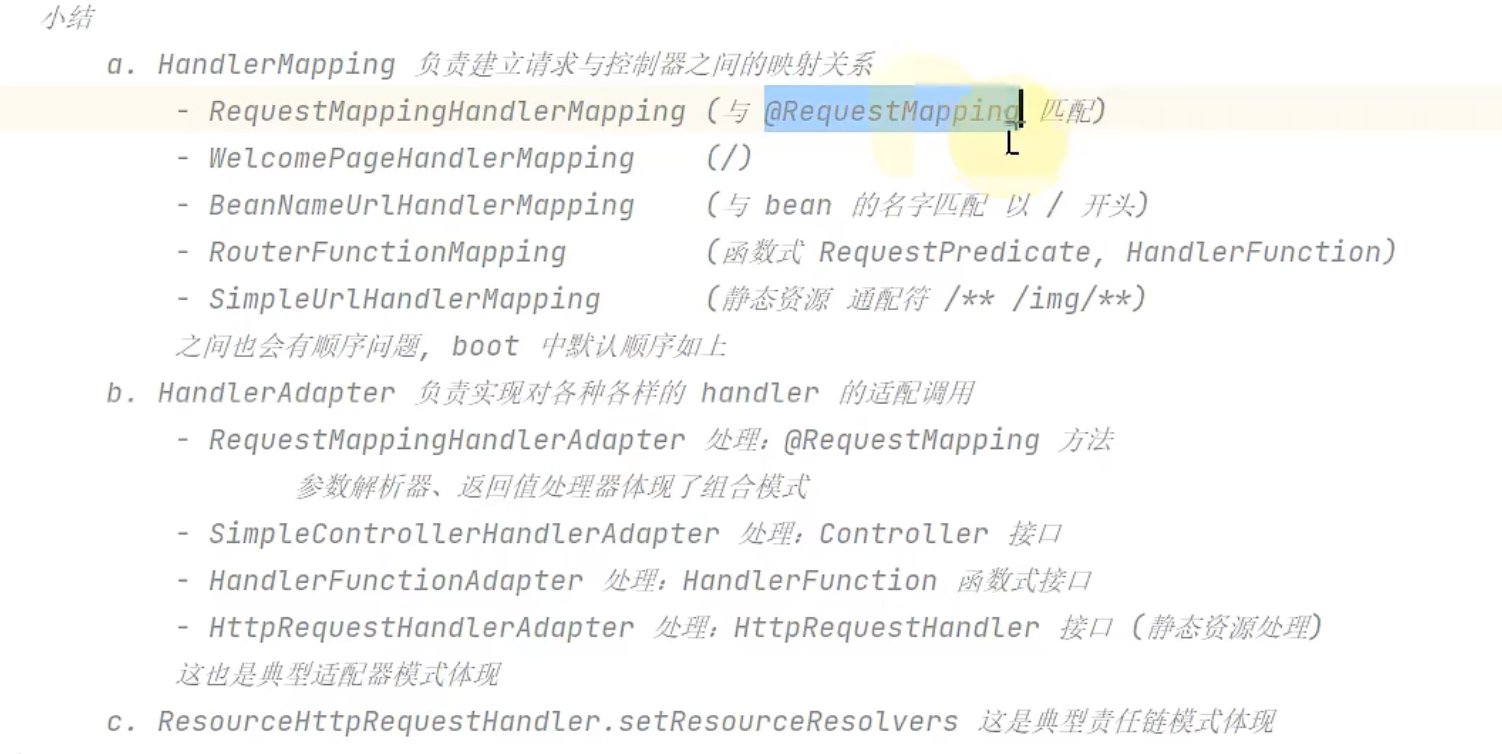 小结
a. HandlerMapping 负责建立请求与控制器之间的映射关系
- RequestMappingHandlerMapping (与 @RequestMapping 匹配)
- WelcomePageHandlerMapping (/)
- BeanNameUrlHandlerMapping (与 bean 的名字匹配 以 / 开头)
- RouterFunctionMapping (函数式 RequestPredicate, HandlerFunction)
- SimpleUrlHandlerMapping (静态资源 通配符 /** /img/**)
之间也会有顺序问题, boot 中默认顺序如上
b. HandlerAdapter 负责实现对各种各样的 handler 的适配调用
- RequestMappingHandlerAdapter 处理：@RequestMapping 方法
参数解析器、返回值处理器体现了组合模式
- SimpleControllerHandlerAdapter 处理：Controller 接口
- HandlerFunctionAdapter 处理：HandlerFunction 函数式接口
- HttpRequestHandlerAdapter 处理：HttpRequestHandler 接口 (静态资源处理)
这也是典型适配器模式体现
c. ResourceHttpRequestHandler.setResourceResolvers 这是典型责任链模式体现